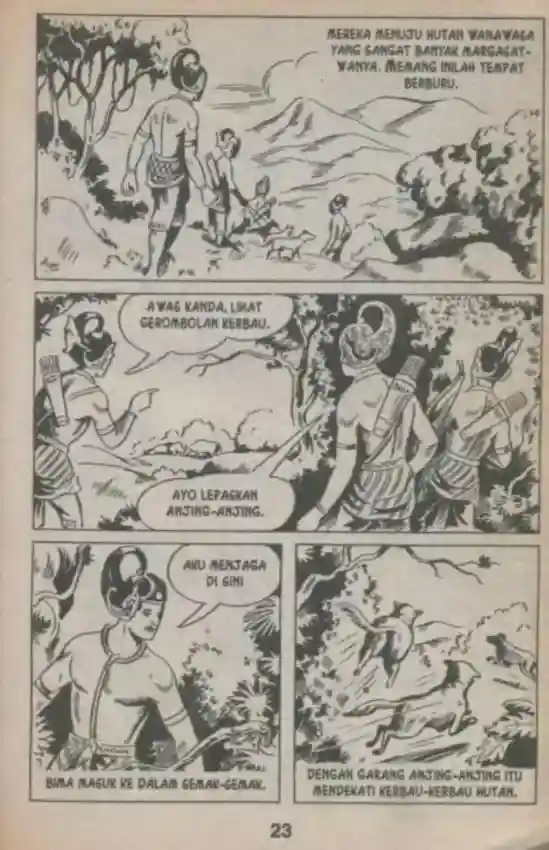 MEREKA MENUJU HUTAN WANAWASA
YANG SANGAT BANYAK MARGASAT-
WANYA. MEMANG INILAH TEMPAT
BERBURU.
AWAS KANDA, LIHAT
GEROMBOLAN KERBAU.
AYO LEPASKAN
ANJING-ANJING.
AKU MENJAGA
DI SINI
BIMA MASUK KE DALAM SEMAK-SEMAK.
DENGAN GARANG ANJING-ANJING ITU
MENDEKATI KERBAU-KERBAU HUTAN.
23